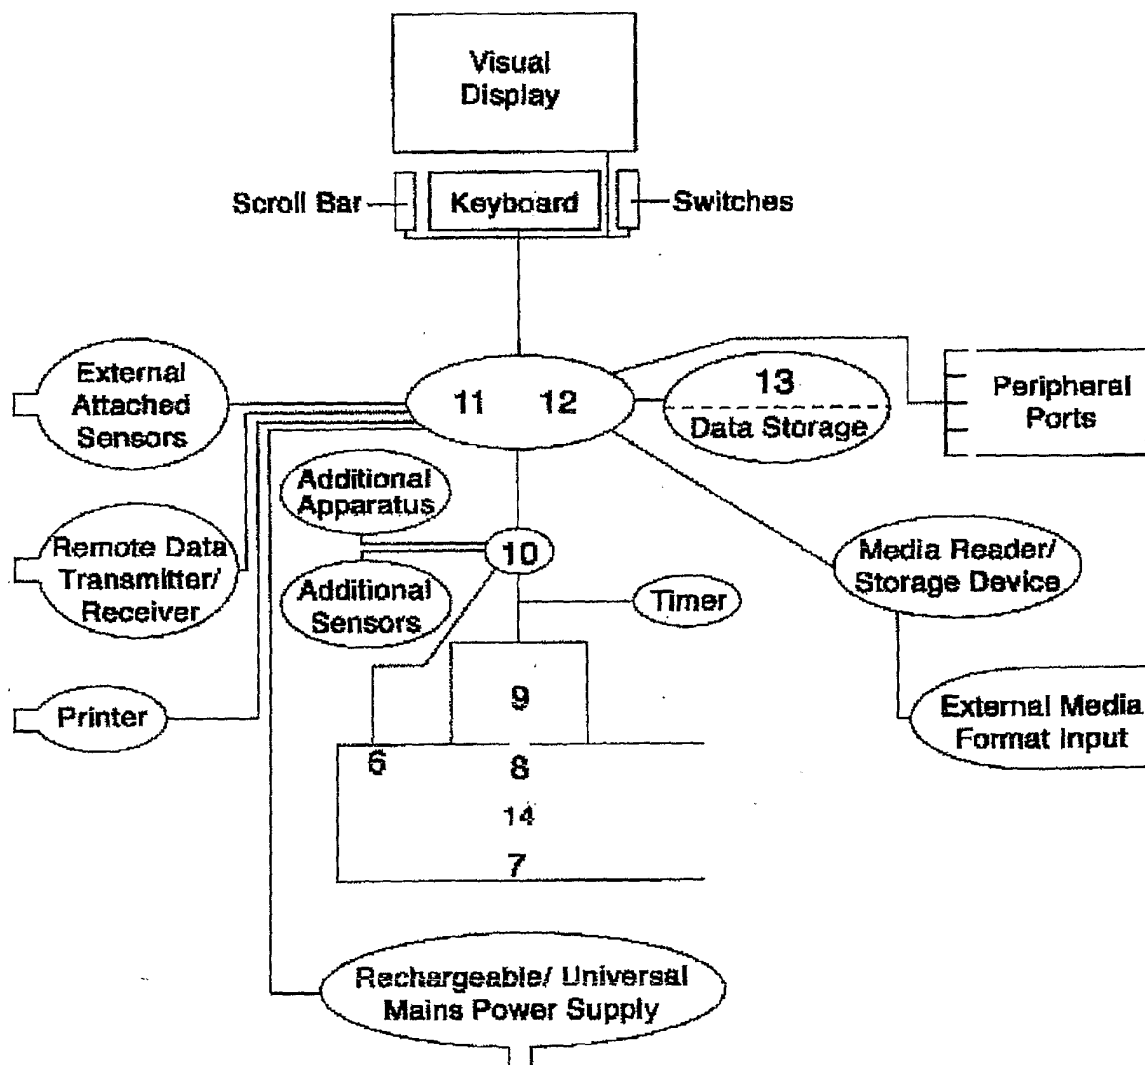 Visual
Display
Scroll Bar
Keyboard
Switches
External
Attached
Sensors
11
12
13
Data Storage
Peripheral
Ports
Additional
Apparatus
10
Remote Data
Transmitter/
Receiver
Additional
Sensors
Timer
Media Reader/
Storage Device
Printer
9
External Media
Format Input
6
8
14
7
Rechargeable/ Universal
Mains Power Supply